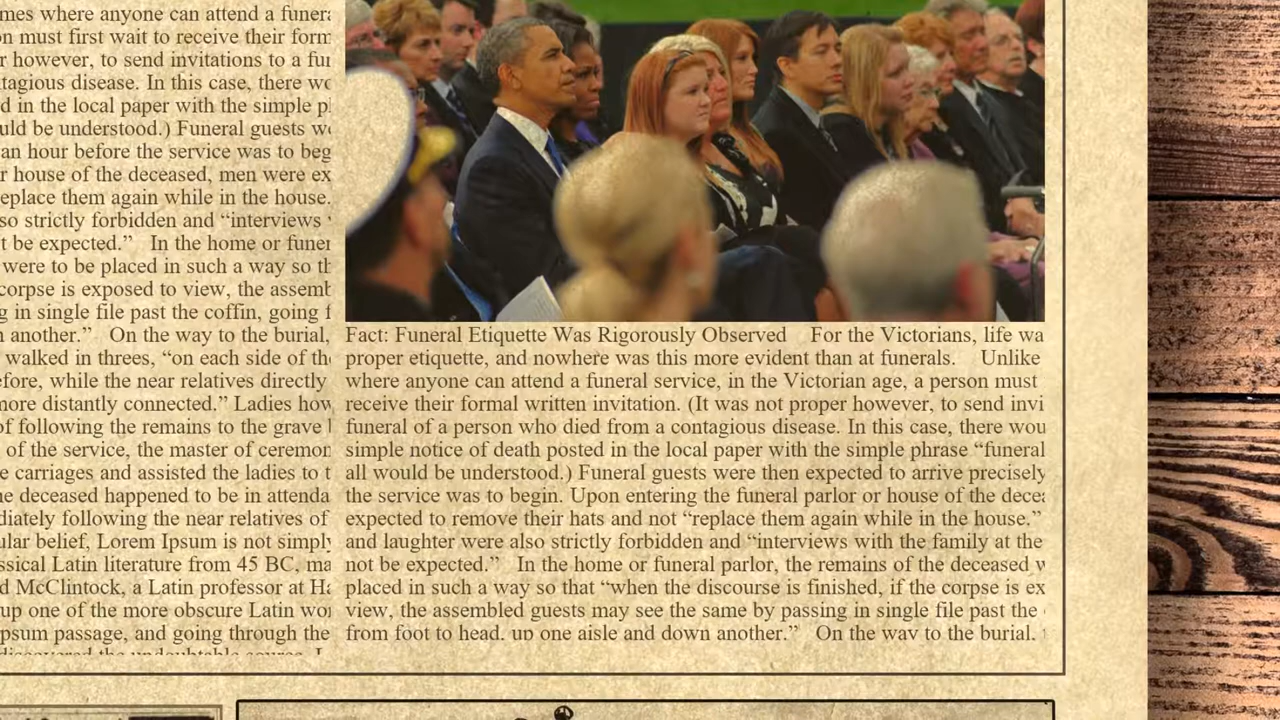 mes where anyone can attend a funera
on must first wait to receive their form
r however, to send invitations to a fun
ntagious disease. In this case, there wo
d in the local paper with the simple ph
uld be understood.) Funeral guests we
an hour before the service was to beg
r house of the deceased, men were ex
eplace them again while in the house.
so strictly forbidden and “interviews
t be expected.” In the home or funer
were to be placed in such a way so th
corpse is exposed to view, the assemb
g in single file past the coffin, going f
n another.” On the way to the burial,
walked in threes, “on each side of the
efore, while the near relatives directly
more distantly connected.” Ladies how
of following the remains to the grave
of the service, the master of ceremon
e carriages and assisted the ladies to t
he deceased happened to be in attenda
diately following the near relatives of
ular belief, Lorem Ipsum is not simply
ssical Latin literature from 45 BC, ma
d McClintock, a Latin professor at Ha
up one of the more obscure Latin wor
psum passage, and going through the
discovered the undoubtable source. L
Fact: Funeral Etiquette Was Rigorously Observed For the Victorians, life wa
proper etiquette, and nowhere was this more evident than at funerals. Unlike
where anyone can attend a funeral service, in the Victorian age, a person must
receive their formal written invitation. (It was not proper however, to send invi
funeral of a person who died from a contagious disease. In this case, there wou
simple notice of death posted in the local paper with the simple phrase “funeral
all would be understood.) Funeral guests were then expected to arrive precisely
the service was to begin. Upon entering the funeral parlor or house of the decea
expected to remove their hats and not “replace them again while in the house.”
and laughter were also strictly forbidden and “interviews with the family at the
not be expected.” In the home or funeral parlor, the remains of the deceased w
placed in such a way so that “when the discourse is finished, if the corpse is ex
view, the assembled guests may see the same by passing in single file past the
from foot to head, up one aisle and down another.” On the way to the burial,